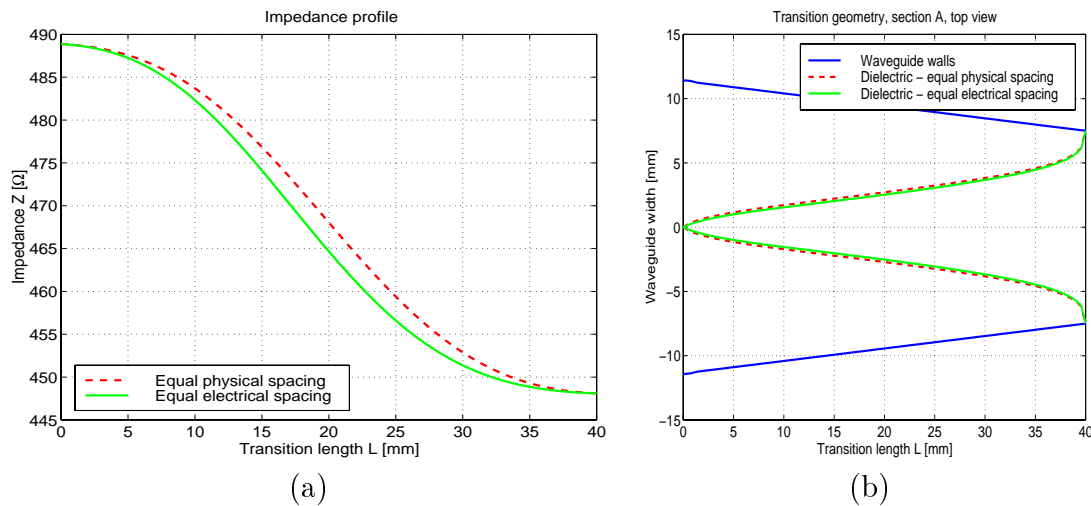 Impedance profile
490
485
480
475
470
465
460
455
450
445
0
5
10
15
20
25
30
35
40
Impedance Z [Ω]
Transition length L [mm]
Equal physical spacing
Equal electrical spacing
(a)
Transition geometry, section A, top view
15
10
5
0
−5
−10
−15
0
5
10
15
20
25
30
35
40
Waveguide width [mm]
Transition length L [mm]
Waveguide walls
Dielectric − equal physical spacing
Dielectric − equal electrical spacing
(b)